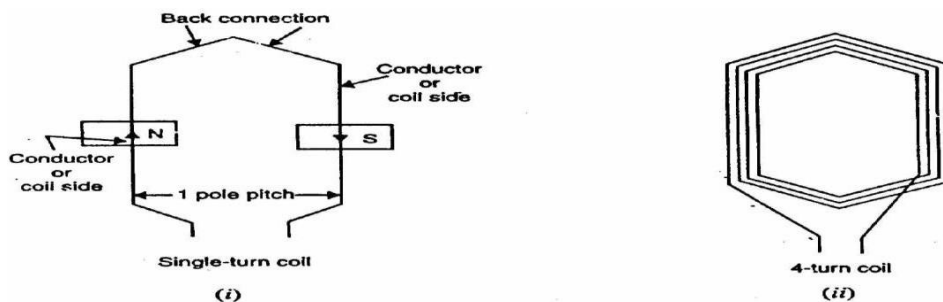 Back connection
Conductor
or
coil side
N
S
Conductor
or
coil side
1 pole pitch
Single-turn coil
(i)
4-turn coil
(ii)